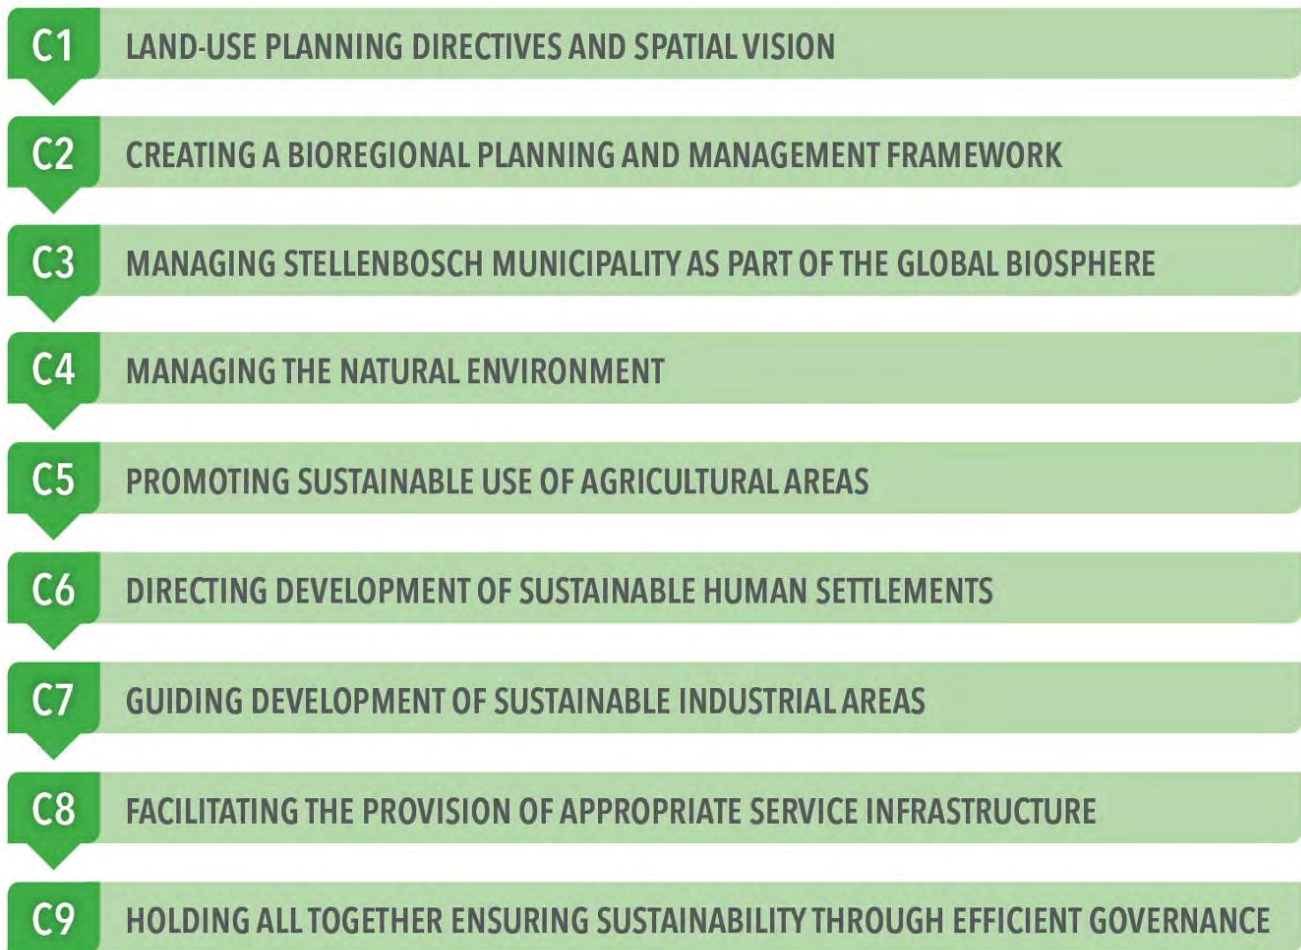 C1 LAND-USE PLANNING DIRECTIVES AND SPATIAL VISION
C2 CREATING A BIOREGIONAL PLANNING AND MANAGEMENT FRAMEWORK
C3 MANAGING STELLENBOSCH MUNICIPALITY AS PART OF THE GLOBAL BIOSPHERE
C4 MANAGING THE NATURAL ENVIRONMENT
C5 PROMOTING SUSTAINABLE USE OF AGRICULTURAL AREAS
C6 DIRECTING DEVELOPMENT OF SUSTAINABLE HUMAN SETTLEMENTS
C7 GUIDING DEVELOPMENT OF SUSTAINABLE INDUSTRIAL AREAS
C8 FACILITATING THE PROVISION OF APPROPRIATE SERVICE INFRASTRUCTURE
C9 HOLDING ALL TOGETHER ENSURING SUSTAINABILITY THROUGH EFFICIENT GOVERNANCE